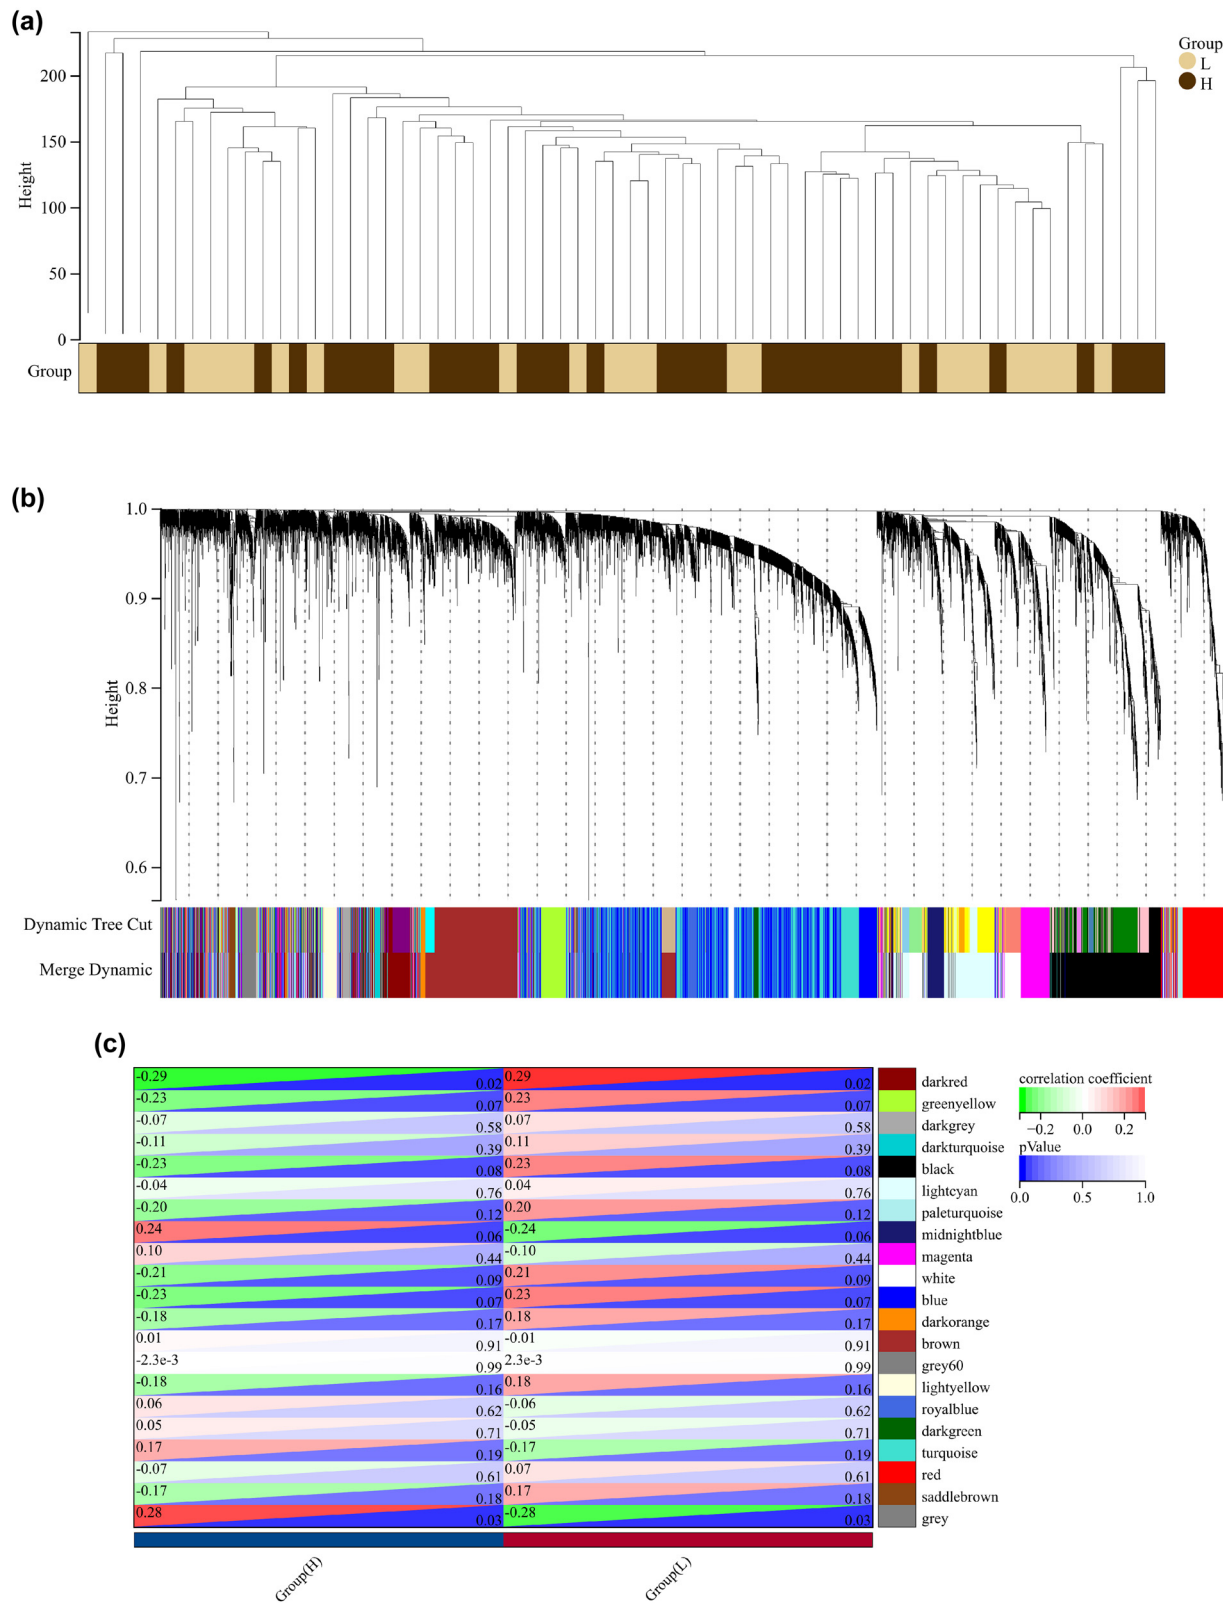 (a)
Group
L
H
200
150
100
50
0
Height
Group
(b)
1.0
0.9
0.8
0.7
0.6
Height
Dynamic Tree Cut
Merge Dynamic
(c)
-0.29 0.02 0.29 0.02 darkred
-0.23 0.07 0.23 0.07 greenyellow
-0.07 0.58 0.07 0.58 darkgrey
-0.11 0.39 0.11 0.39 darkturquoise
-0.23 0.08 0.23 0.08 black
-0.04 0.76 0.04 0.76 lightcyan
-0.20 0.12 0.20 0.12 paleturquoise
0.24 0.06 -0.24 0.06 midnightblue
0.10 0.44 -0.10 0.44 magenta
-0.21 0.09 0.21 0.09 white
-0.23 0.07 0.23 0.07 blue
-0.18 0.17 0.18 0.17 darkorange
0.01 0.91 -0.01 0.91 brown
-2.3e-3 0.99 2.3e-3 0.99 grey60
-0.18 0.16 0.18 0.16 lightyellow
0.06 0.62 -0.06 0.62 royalblue
0.05 0.71 -0.05 0.71 darkgreen
0.17 0.19 -0.17 0.19 turquoise
-0.07 0.61 0.07 0.61 red
-0.17 0.18 0.17 0.18 saddlebrown
0.28 0.03 -0.28 0.03 grey
Group(H) Group(L)
correlation coefficient
−0.2 0.0 0.2
pValue
0.0 0.5 1.0